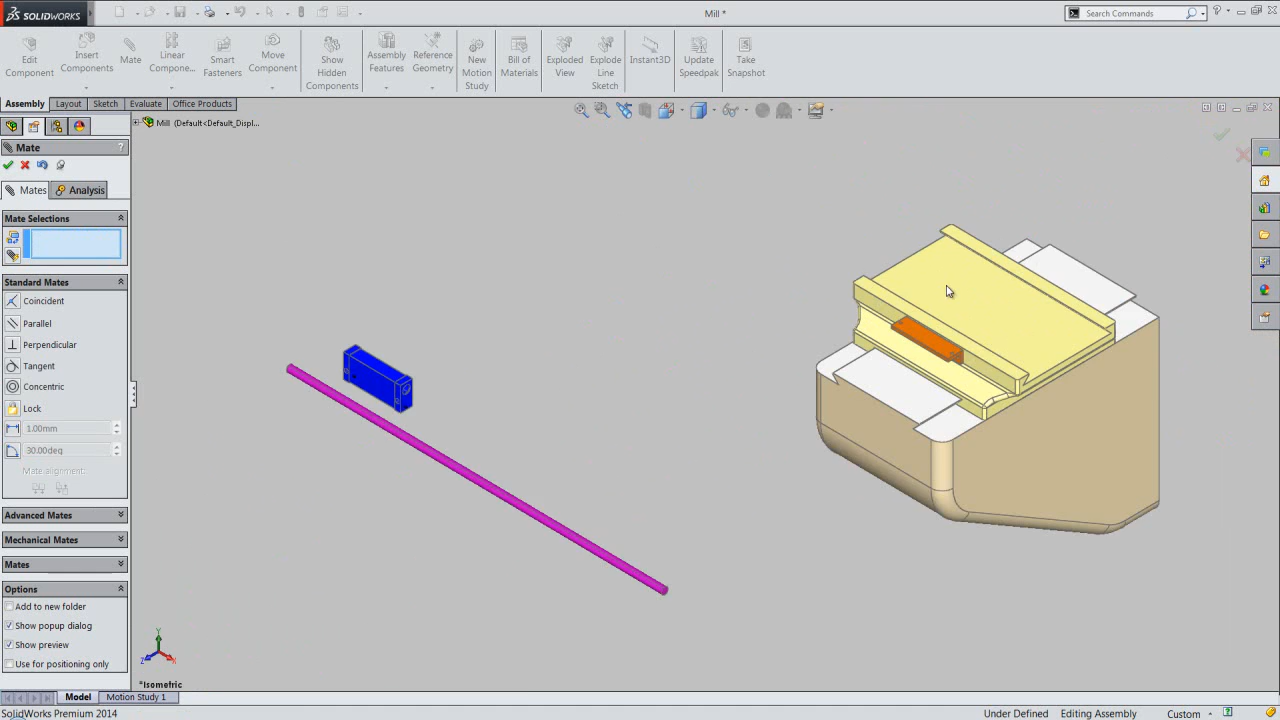 SOLIDWORKS
Mill *
Search Commands
Edit Component
Insert Components
Mate
Linear Compone...
Smart Fasteners
Move Component
Show Hidden Components
Assembly Features
Reference Geometry
New Motion Study
Bill of Materials
Exploded View
Explode Line Sketch
Instant3D
Update Speedpak
Take Snapshot
Assembly Layout Sketch Evaluate Office Products
Mill (Default<Default_Displ...
Mate ?
Mates Analysis
Mate Selections
Standard Mates
Coincident
Parallel
Perpendicular
Tangent
Concentric
Lock
1.00mm
30.00deg
Mate alignment:
Advanced Mates
Mechanical Mates
Mates
Options
Add to new folder
Show popup dialog
Show preview
Use for positioning only
Y
Z
X
*Isometric
Model Motion Study 1
SolidWorks Premium 2014
Under Defined Editing Assembly Custom